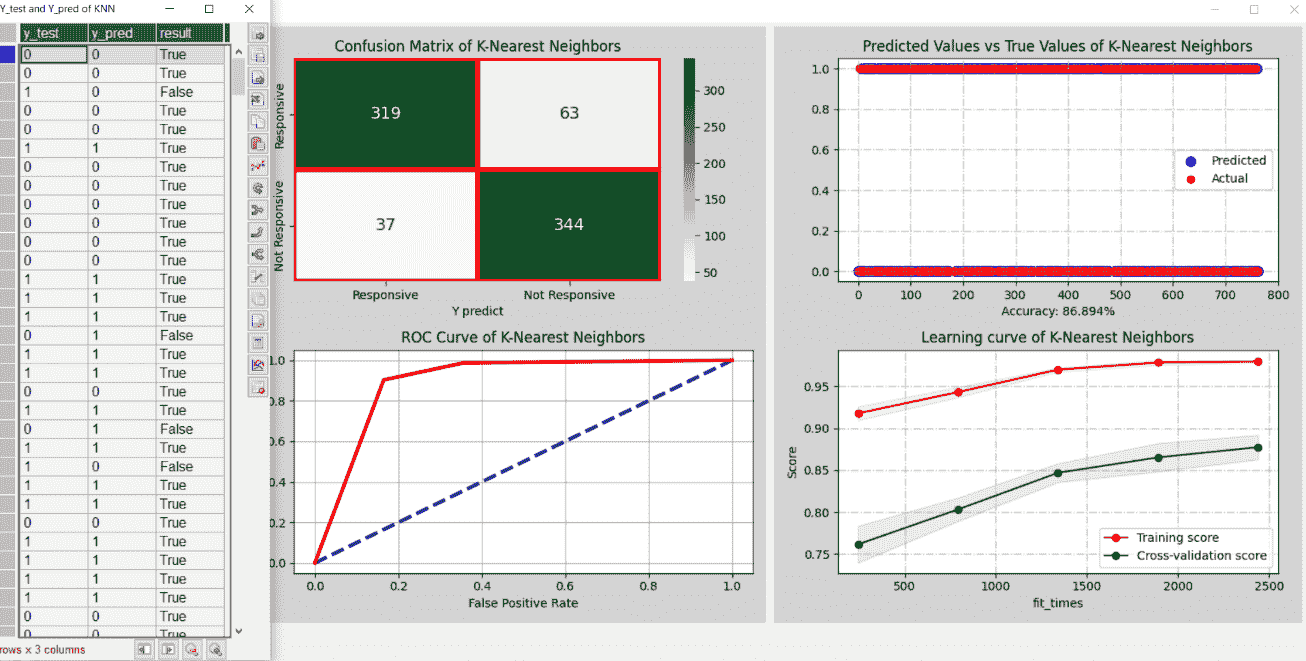 Y_test and Y_pred of KNN
y_test y_pred result
0 0 True
0 0 True
1 0 False
0 0 True
0 0 True
1 1 True
0 0 True
0 0 True
0 0 True
0 0 True
0 0 True
0 0 True
1 1 True
1 1 True
1 1 True
0 1 False
1 1 True
1 1 True
0 0 True
1 1 True
0 1 False
1 1 True
1 0 False
1 1 True
1 1 True
0 0 True
1 1 True
1 1 True
1 1 True
1 1 True
0 0 True
0 0 True
rows x 3 columns
Confusion Matrix of K-Nearest Neighbors
Responsive
319 63
Not Responsive
37 344
Responsive Not Responsive
Y predict
300
250
200
150
100
50
Predicted Values vs True Values of K-Nearest Neighbors
1.0
0.8
0.6
0.4
0.2
0.0
Predicted
Actual
0 100 200 300 400 500 600 700 800
Accuracy: 86.894%
ROC Curve of K-Nearest Neighbors
1.0
0.8
0.6
0.4
0.2
0.0
0.0 0.2 0.4 0.6 0.8 1.0
False Positive Rate
Learning curve of K-Nearest Neighbors
Score
0.95
0.90
0.85
0.80
0.75
Training score
Cross-validation score
500 1000 1500 2000 2500
fit_times